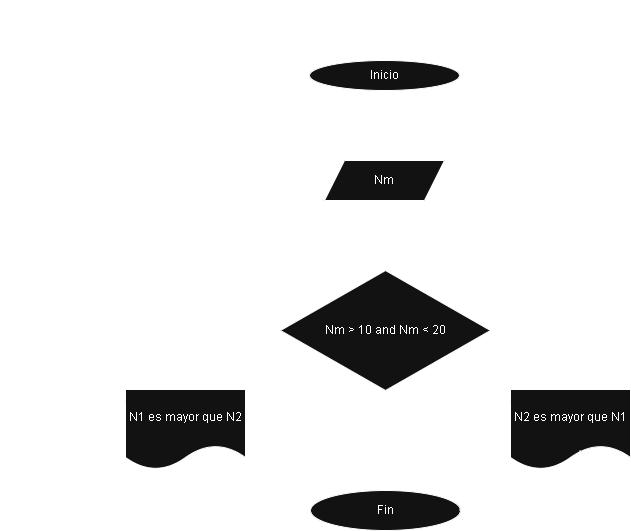 Inicio
Nm
Nm > 10 and Nm < 20
N1 es mayor que N2
N2 es mayor que N1
Fin